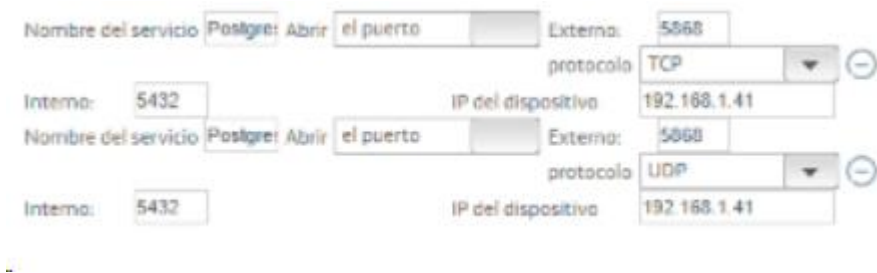 Nombre del servicio Postgre: Abrir el puerto Externo: 5868
protocolo TCP
Interno: 5432 IP del dispositivo 192.168.1.41
Nombre del servicio Postgre: Abrir el puerto Externo: 5868
protocolo UDP
Interno: 5432 IP del dispositivo 192.168.1.41